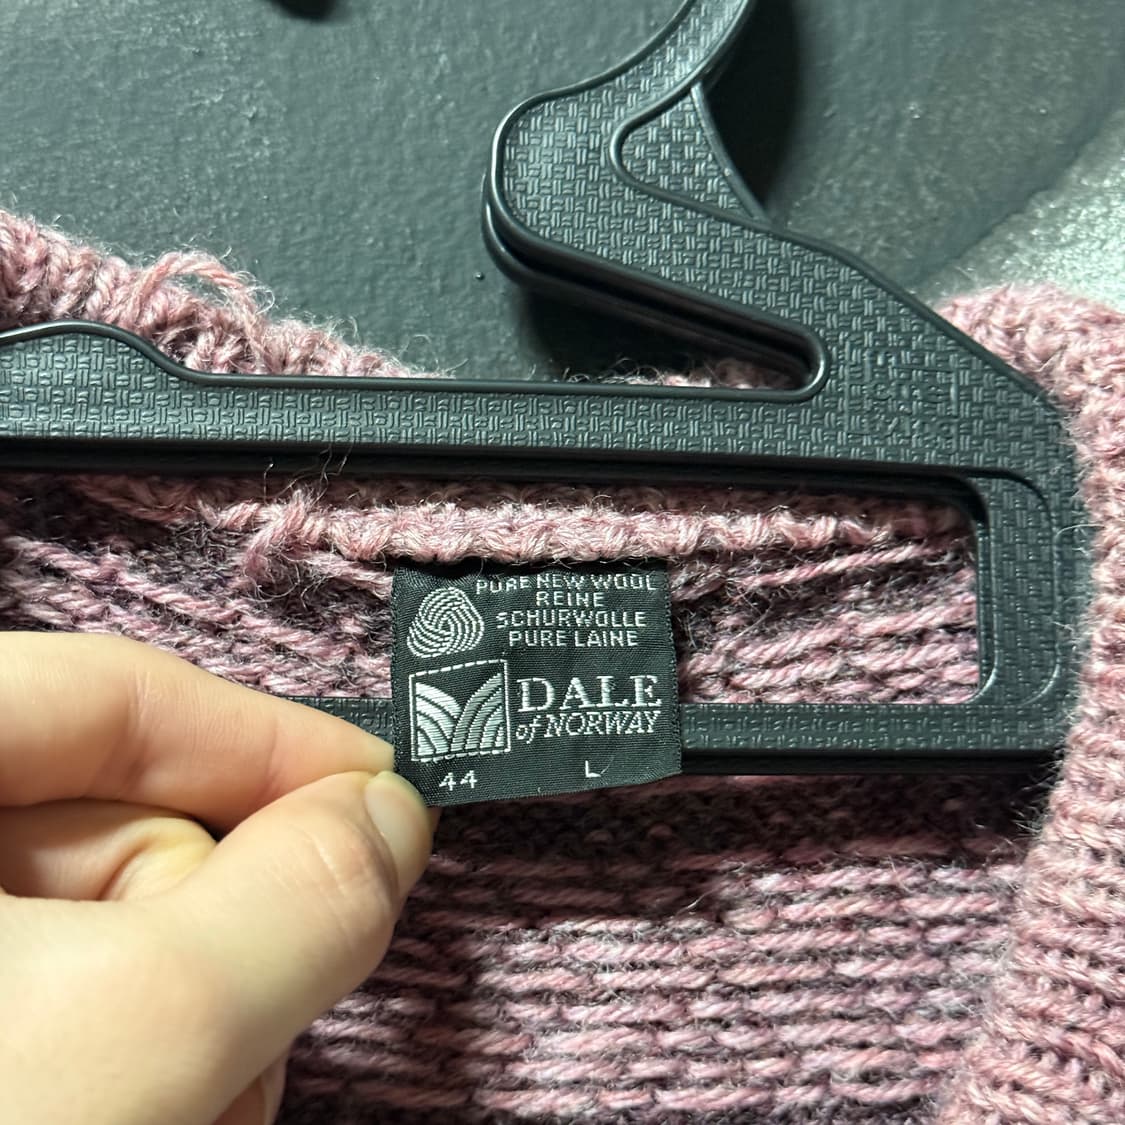 PURE NEW WOOL
REINE
SCHURWOLLE
PURE LAINE
DALE
of NORWAY
44 L